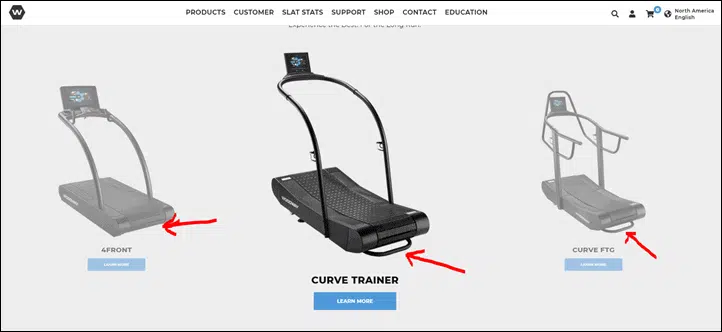 W
PRODUCTS CUSTOMER SLAT STATS SUPPORT SHOP CONTACT EDUCATION
0
North America
English
Experience the Best. For the Long Run.
4FRONT
LEARN MORE
CURVE TRAINER
LEARN MORE
CURVE FTG
LEARN MORE